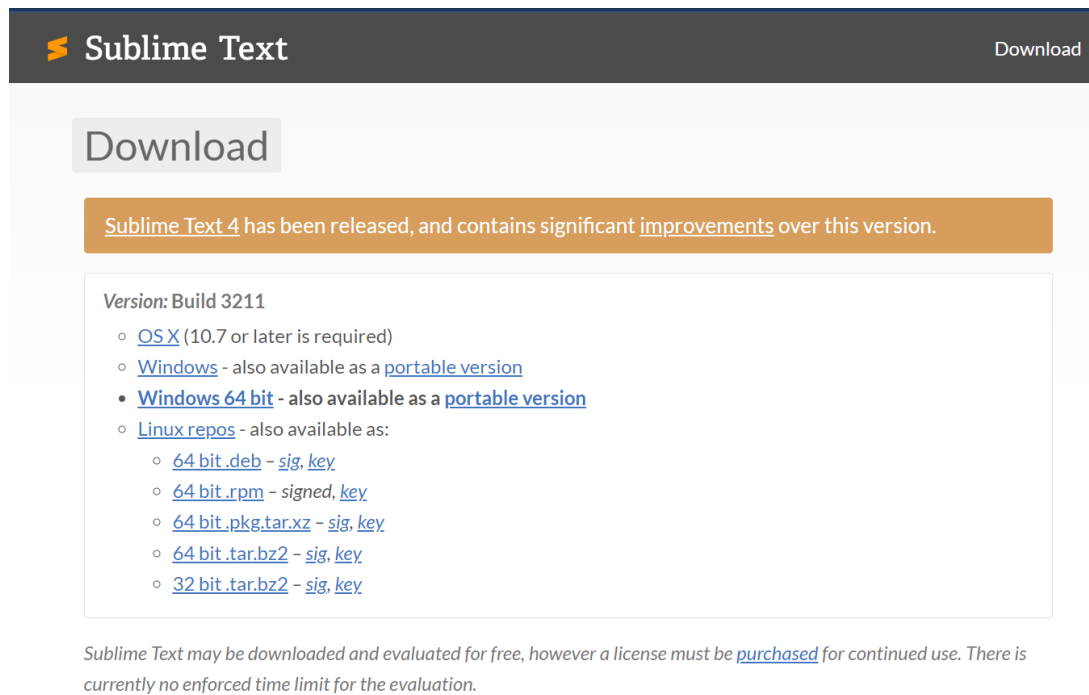 Sublime Text
Download
Download
Sublime Text 4 has been released, and contains significant improvements over this version.
Version: Build 3211
OS X (10.7 or later is required)
Windows - also available as a portable version
Windows 64 bit - also available as a portable version
Linux repos - also available as:
64 bit .deb – sig, key
64 bit .rpm – signed, key
64 bit .pkg.tar.xz – sig, key
64 bit .tar.bz2 – sig, key
32 bit .tar.bz2 – sig, key
Sublime Text may be downloaded and evaluated for free, however a license must be purchased for continued use. There is
currently no enforced time limit for the evaluation.